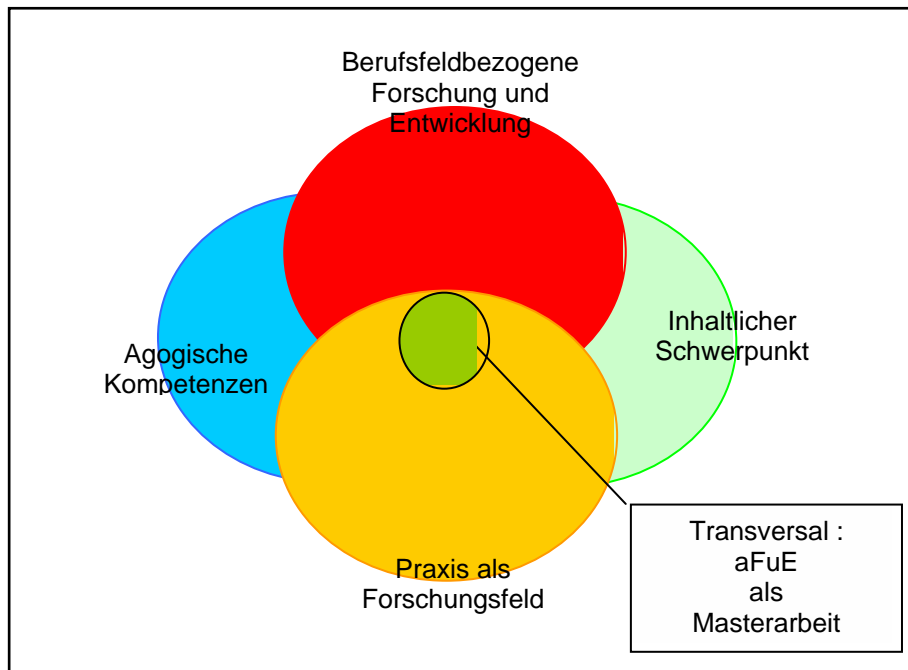 Berufsfeldbezogene
Forschung und
Entwicklung
Agogische
Kompetenzen
Inhaltlicher
Schwerpunkt
Praxis als
Forschungsfeld
Transversal :
aFuE
als
Masterarbeit